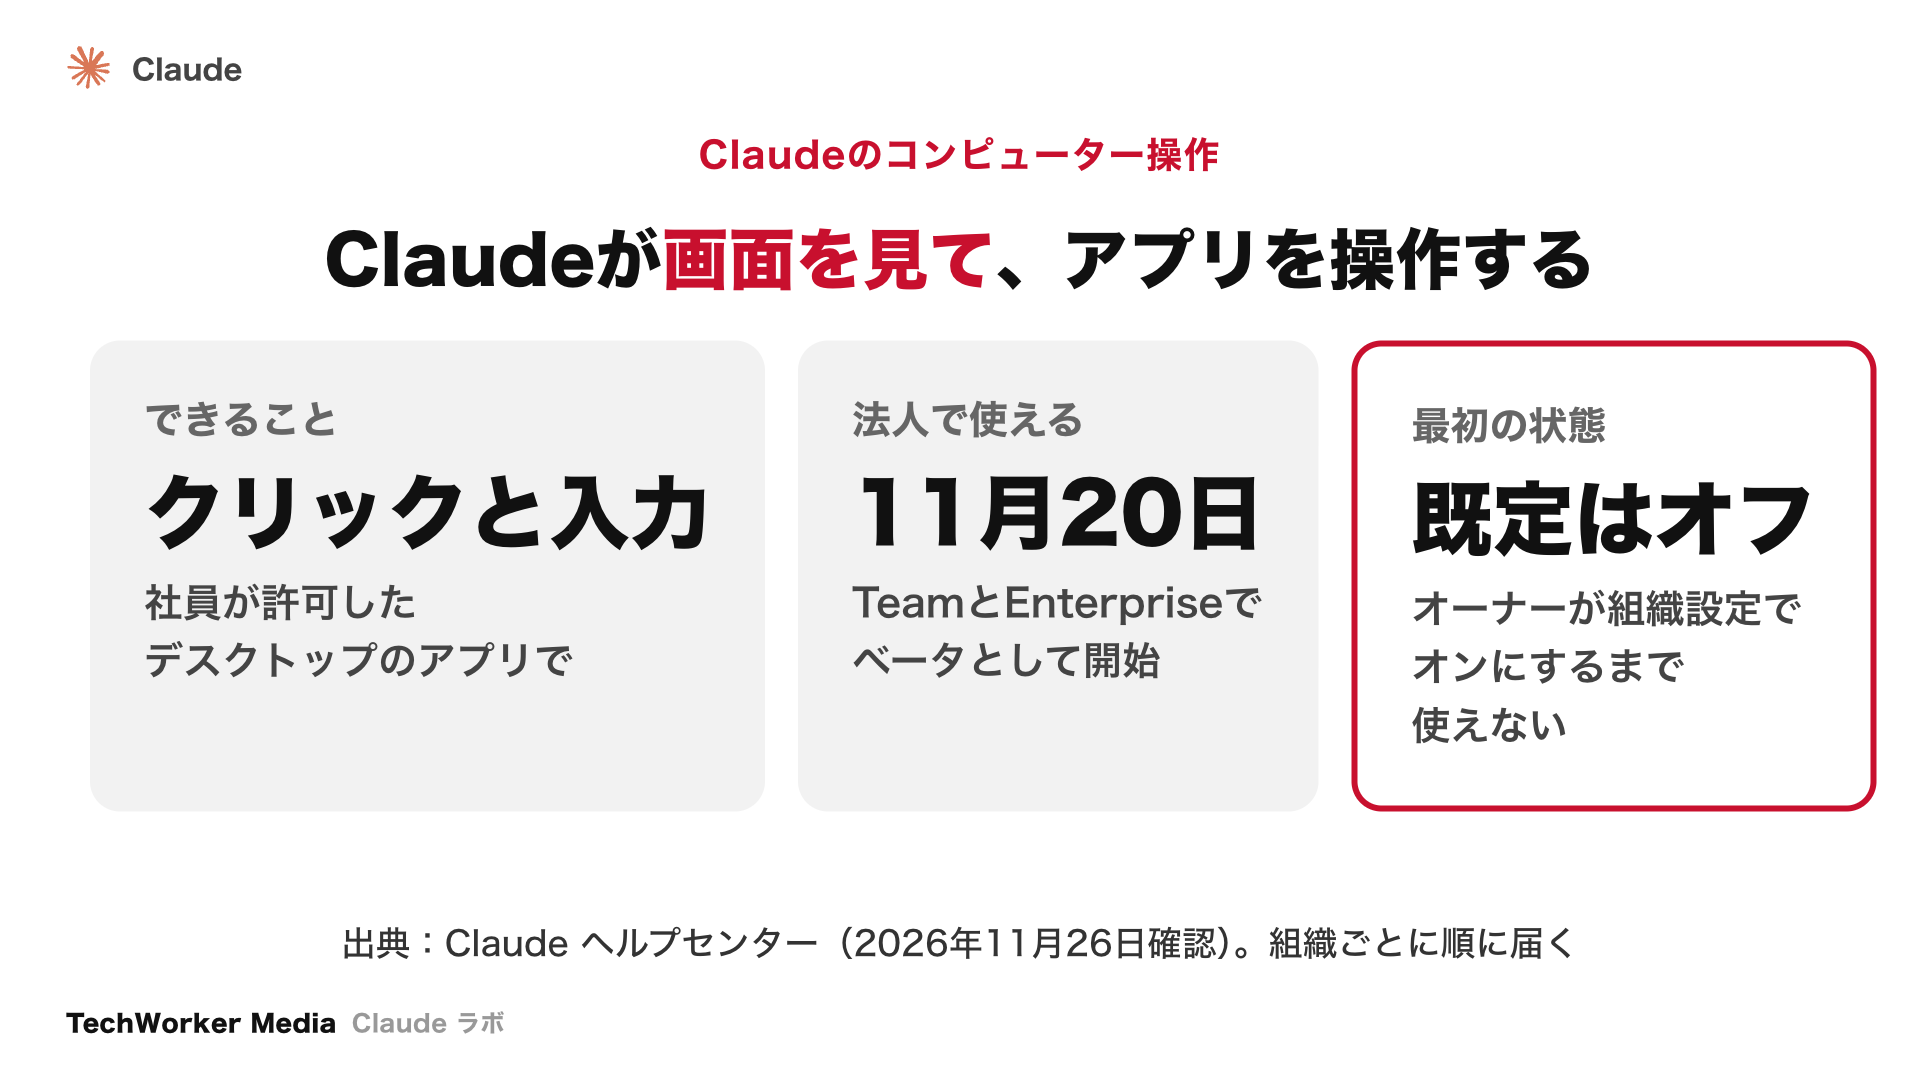 Claude
Claudeのコンピューター操作
Claudeが画面を見て、アプリを操作する
できること
クリックと入力
社員が許可した
デスクトップのアプリで
法人で使える
11月20日
TeamとEnterpriseで
ベータとして開始
最初の状態
既定はオフ
オーナーが組織設定で
オンにするまで
使えない
出典：Claude ヘルプセンター（2026年11月26日確認）。組織ごとに順に届く
TechWorker Media Claude ラボ